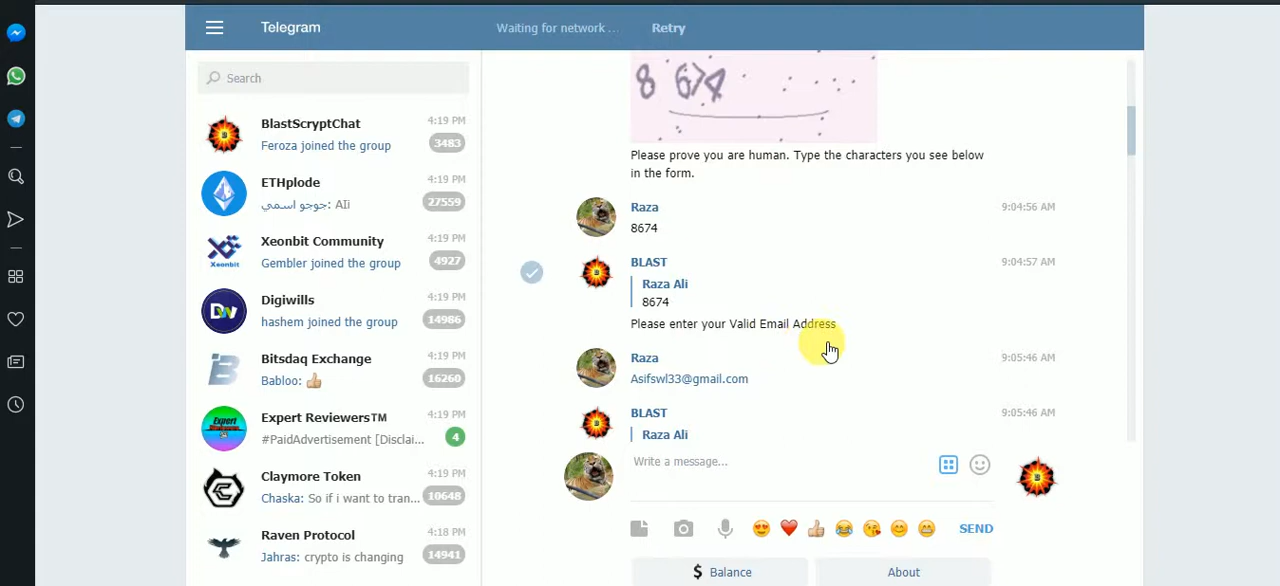 Telegram
Waiting for network ...
Retry
Search
BlastScryptChat
4:19 PM
Feroza joined the group
3483
ETHplode
4:19 PM
جوجو اسمي: AIi
27559
Xeonbit Community
4:19 PM
Gembler joined the group
4927
Digiwills
4:19 PM
hashem joined the group
14986
Bitsdaq Exchange
4:19 PM
Babloo: 👍
16260
Expert Reviewers™
4:19 PM
#PaidAdvertisement [Disclai...
4
Claymore Token
4:19 PM
Chaska: So if i want to tran...
10648
Raven Protocol
4:18 PM
Jahras: crypto is changing
14941
8 674
Please prove you are human. Type the characters you see below
in the form.
Raza
9:04:56 AM
8674
BLAST
9:04:57 AM
Raza Ali
8674
Please enter your Valid Email Address
Raza
9:05:46 AM
Asifswl33@gmail.com
BLAST
9:05:46 AM
Raza Ali
Write a message...
SEND
$ Balance
About